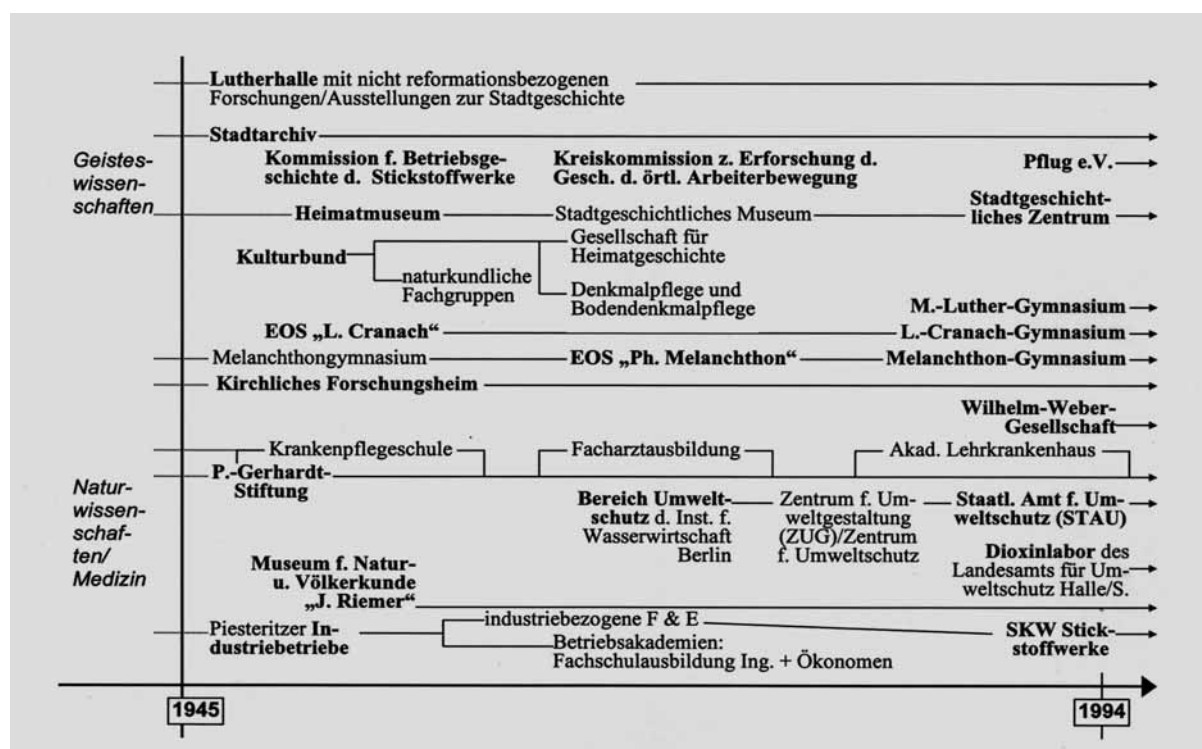 Lutherhalle mit nicht reformationsbezogenen
Forschungen/Ausstellungen zur Stadtgeschichte
Stadtarchiv
Geistes-
wissen-
schaften
Kommission f. Betriebsge-
schichte d. Stickstoffwerke
Kreiskommission z. Erforschung d.
Gesch. d. örtl. Arbeiterbewegung
Pflug e.V.
Heimatmuseum
Stadtgeschichtliches Museum
Stadtgeschicht-
liches Zentrum
Kulturbund
naturkundliche
Fachgruppen
Gesellschaft für
Heimatgeschichte
Denkmalpflege und
Bodendenkmalpflege
M.-Luther-Gymnasium
EOS „L. Cranach“
L.-Cranach-Gymnasium
Melanchthongymnasium
EOS „Ph. Melanchthon“
Melanchthon-Gymnasium
Kirchliches Forschungsheim
Wilhelm-Weber-
Gesellschaft
Krankenpflegeschule
Facharztausbildung
Akad. Lehrkrankenhaus
P.-Gerhardt-
Stiftung
Natur-
wissen-
schaf-
ten/
Medizin
Bereich Umwelt-
schutz d. Inst. f.
Wasserwirtschaft
Berlin
Zentrum f. Um-
weltgestaltung
(ZUG)/Zentrum
f. Umweltschutz
Staatl. Amt f. Um-
weltschutz (STAU)
Dioxinlabor des
Landesamts für Um-
weltschutz Halle/S.
Museum f. Natur-
u. Völkerkunde
„J. Riemer“
Piesteritzer In-
dustriebetriebe
industriebezogene F & E
Betriebsakademien:
Fachschulausbildung Ing. + Ökonomen
SKW Stick-
stoffwerke
1945
1994